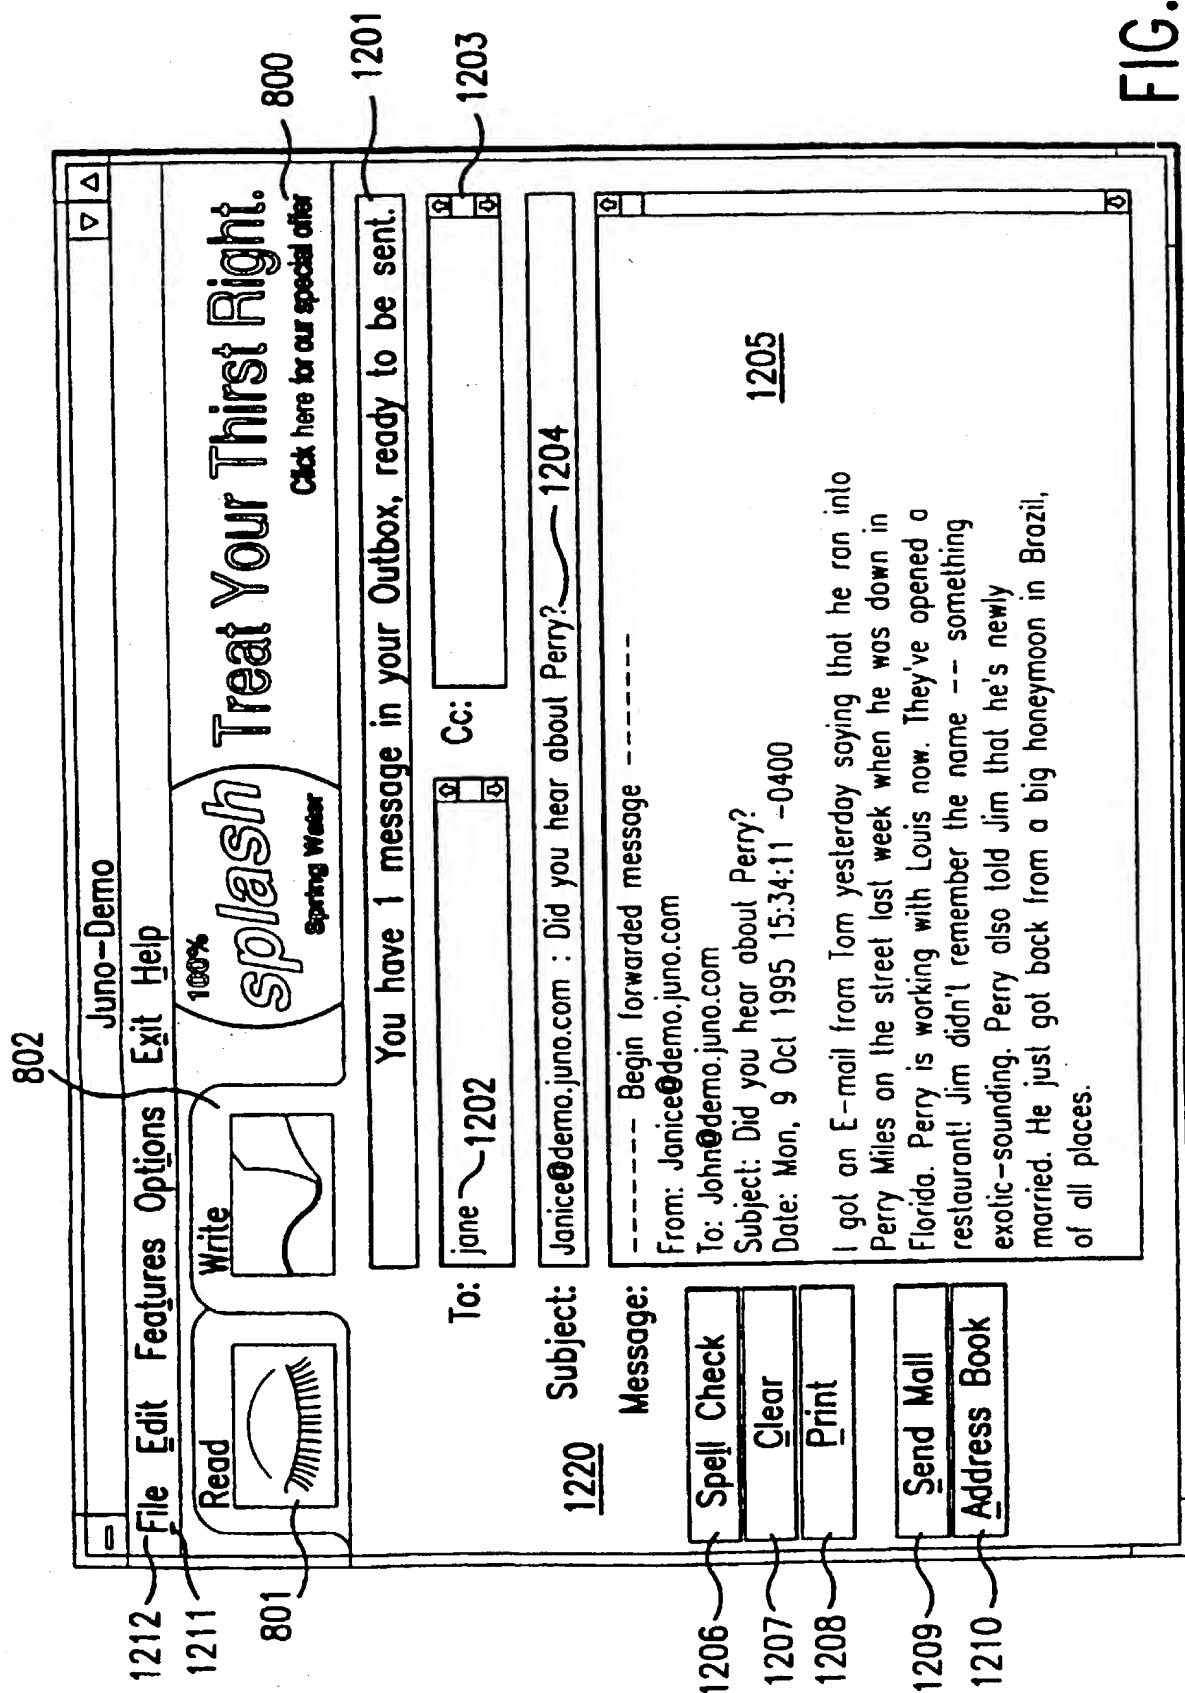 802
Juno-Demo
File Edit Features Options Exit Help
1212
1211
Read
Write
100%
splash
Spring Water
Treat Your Thirst Right.
Click here for our special offer
800
801
You have 1 message in your Outbox, ready to be sent.
1201
To: jane
1202
Cc:
1203
1220
Subject: Janice@demo.juno.com : Did you hear about Perry?
1204
Message:
------- Begin forwarded message -------
From: Janice@demo.juno.com
To: John@demo.juno.com
Subject: Did you hear about Perry?
Date: Mon, 9 Oct 1995 15:34:11 -0400
1205
I got an E-mail from Tom yesterday saying that he ran into
Perry Miles on the street last week when he was down in
Florida. Perry is working with Louis now. They've opened a
restaurant! Jim didn't remember the name -- something
exotic-sounding. Perry also told Jim that he's newly
married. He just got back from a big honeymoon in Brazil,
of all places.
1206
Spell Check
1207
Clear
1208
Print
1209
Send Mail
1210
Address Book
FIG.